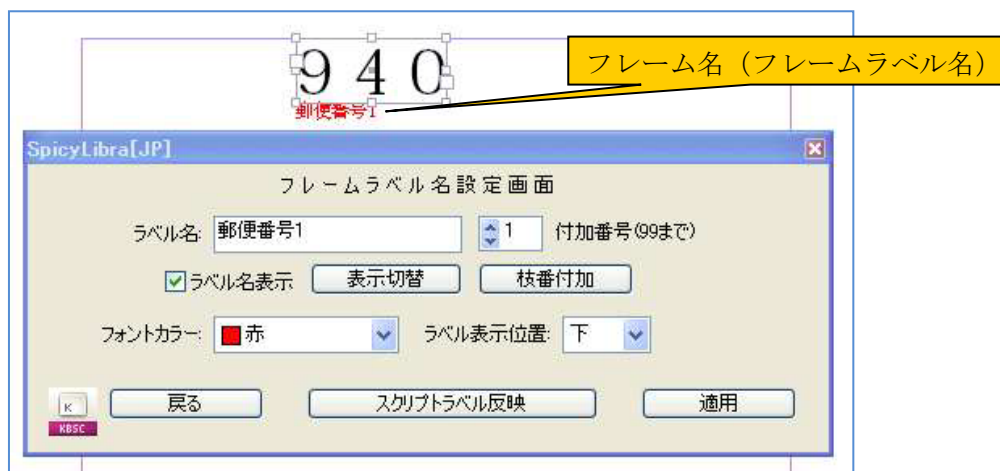 940
フレーム名（フレームラベル名）
郵便番号1
SpicyLibra[JP]
フレームラベル名設定画面
ラベル名: 郵便番号1 1 付加番号(99まで)
ラベル名表示 表示切替 枝番付加
フォントカラー: 赤 ラベル表示位置: 下
K
KBSC
戻る スクリプトラベル反映 適用